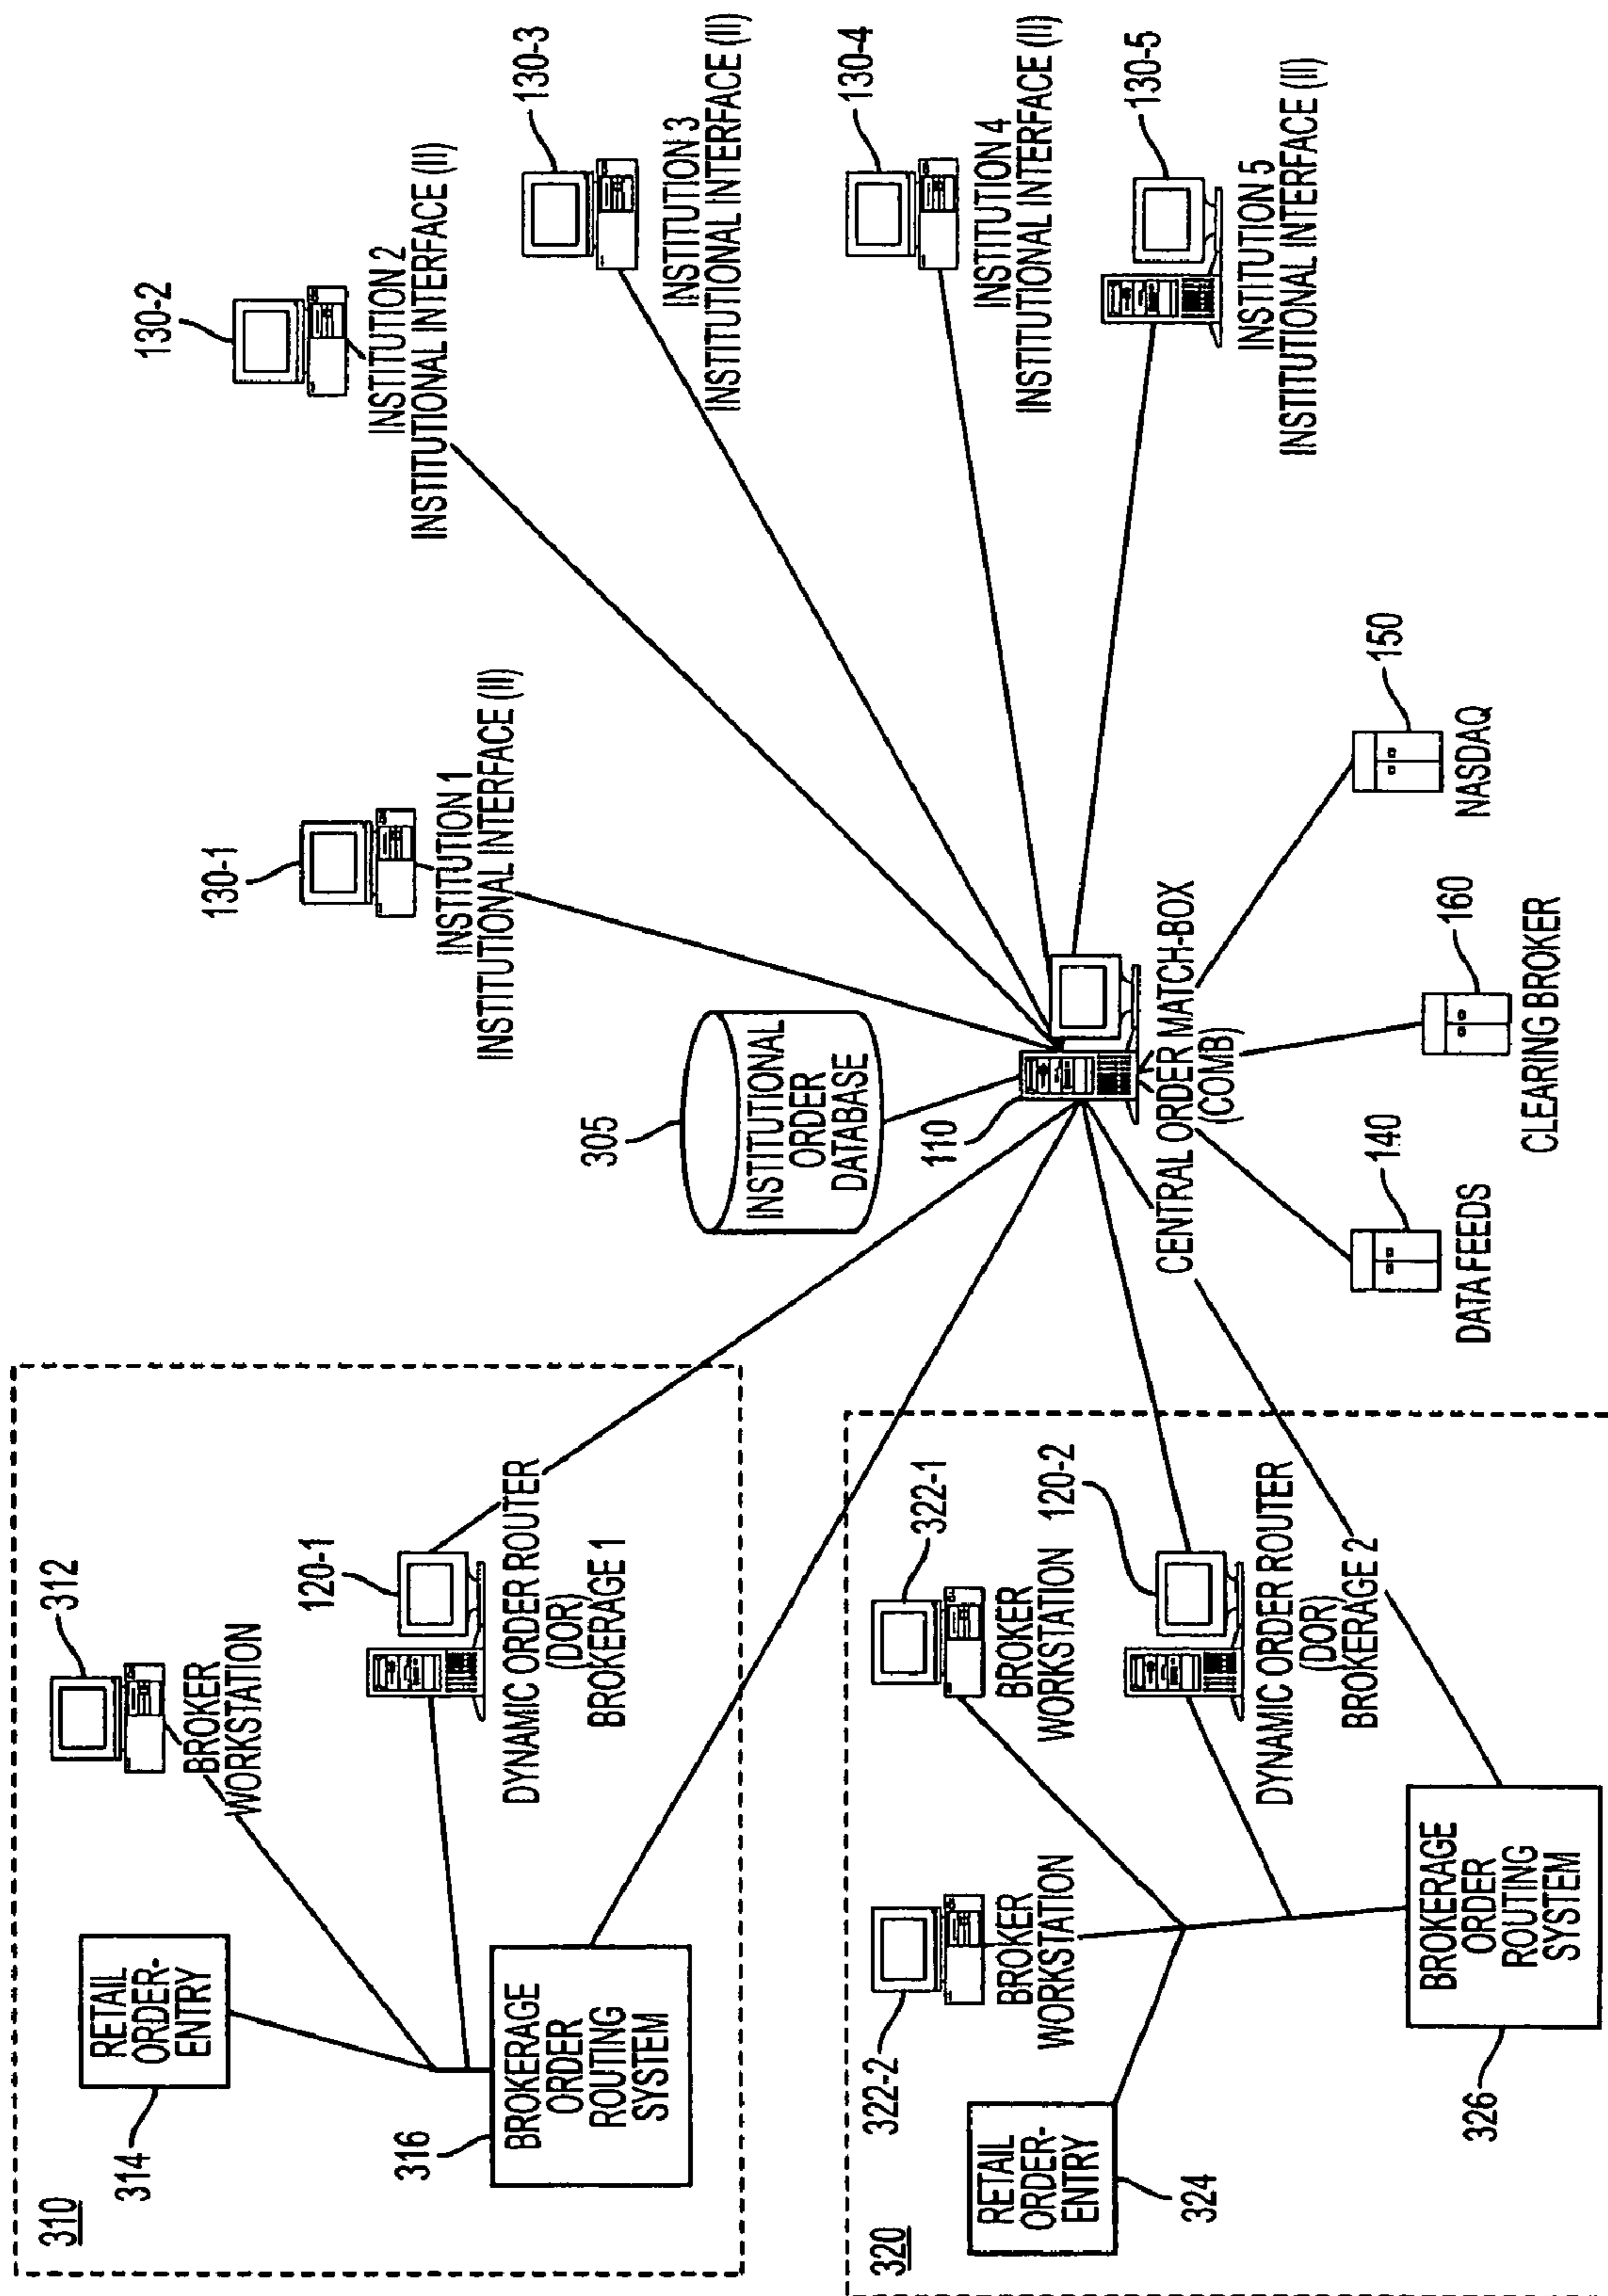 310
314
RETAIL
ORDER-
ENTRY
312
BROKER
WORKSTATION
316
BROKERAGE
ORDER
ROUTING
SYSTEM
120-1
DYNAMIC ORDER ROUTER
(DOR)
BROKERAGE 1
320
322-2
BROKER
WORKSTATION
322-1
BROKER
WORKSTATION
324
RETAIL
ORDER-
ENTRY
120-2
DYNAMIC ORDER ROUTER
(DOR)
BROKERAGE 2
326
BROKERAGE
ORDER
ROUTING
SYSTEM
305
INSTITUTIONAL
ORDER
DATABASE
110
CENTRAL ORDER MATCH-BOX
(COMB)
130-1
INSTITUTION 1
INSTITUTIONAL INTERFACE (II)
130-2
INSTITUTION 2
INSTITUTIONAL INTERFACE (II)
130-3
INSTITUTION 3
INSTITUTIONAL INTERFACE (II)
130-4
INSTITUTION 4
INSTITUTIONAL INTERFACE (II)
130-5
INSTITUTION 5
INSTITUTIONAL INTERFACE (II)
140
DATA FEEDS
160
CLEARING BROKER
150
NASDAQ